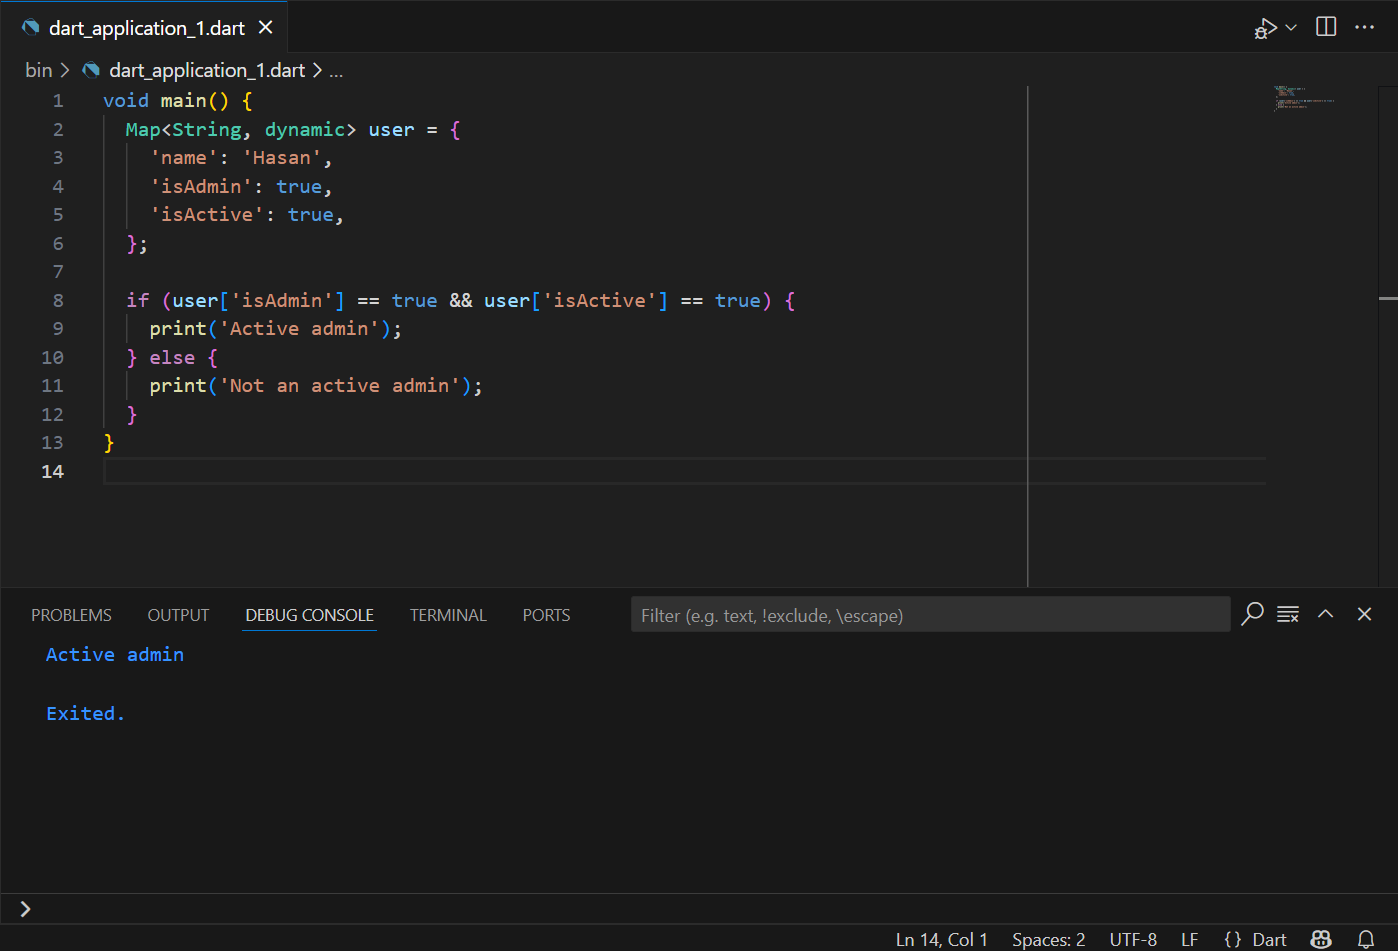 dart_application_1.dart
bin > dart_application_1.dart > ...
1 void main() {
2 Map<String, dynamic> user = {
3 'name': 'Hasan',
4 'isAdmin': true,
5 'isActive': true,
6 };
7
8 if (user['isAdmin'] == true && user['isActive'] == true) {
9 print('Active admin');
10 } else {
11 print('Not an active admin');
12 }
13 }
14
PROBLEMS OUTPUT DEBUG CONSOLE TERMINAL PORTS Filter (e.g. text, !exclude, \escape)
Active admin
Exited.
Ln 14, Col 1 Spaces: 2 UTF-8 LF {} Dart